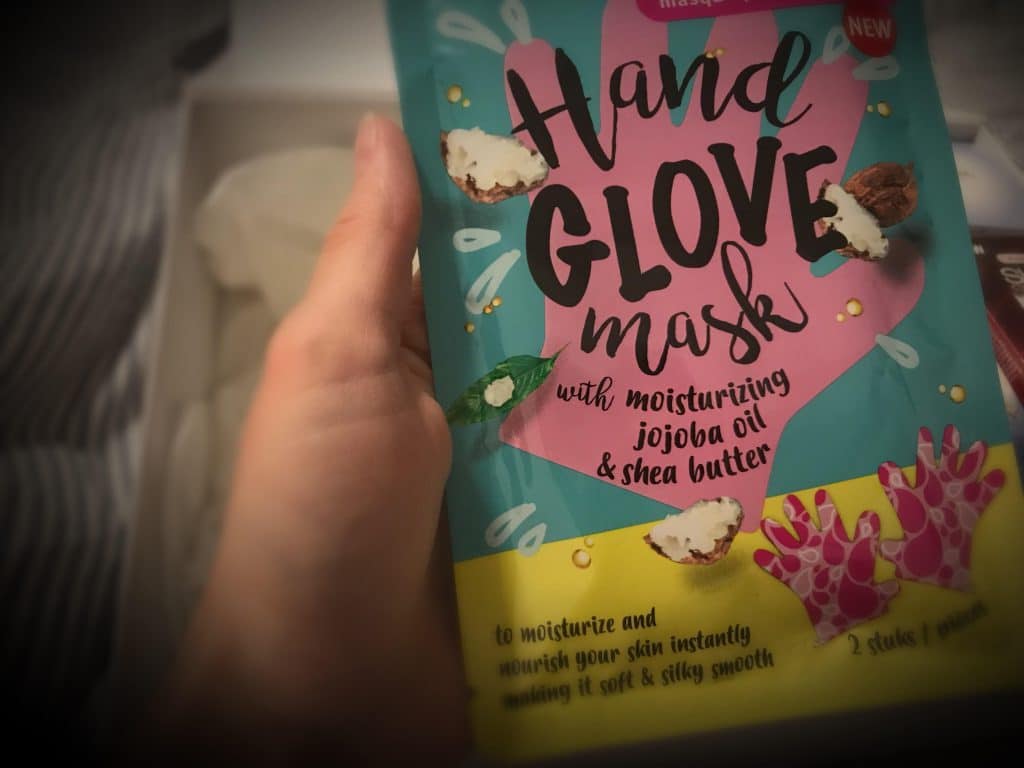 NEW
Hand
GLOVE
mask
with moisturizing
jojoba oil
& shea butter
to moisturize and
nourish your skin instantly
making it soft & silky smooth
2 stuks /